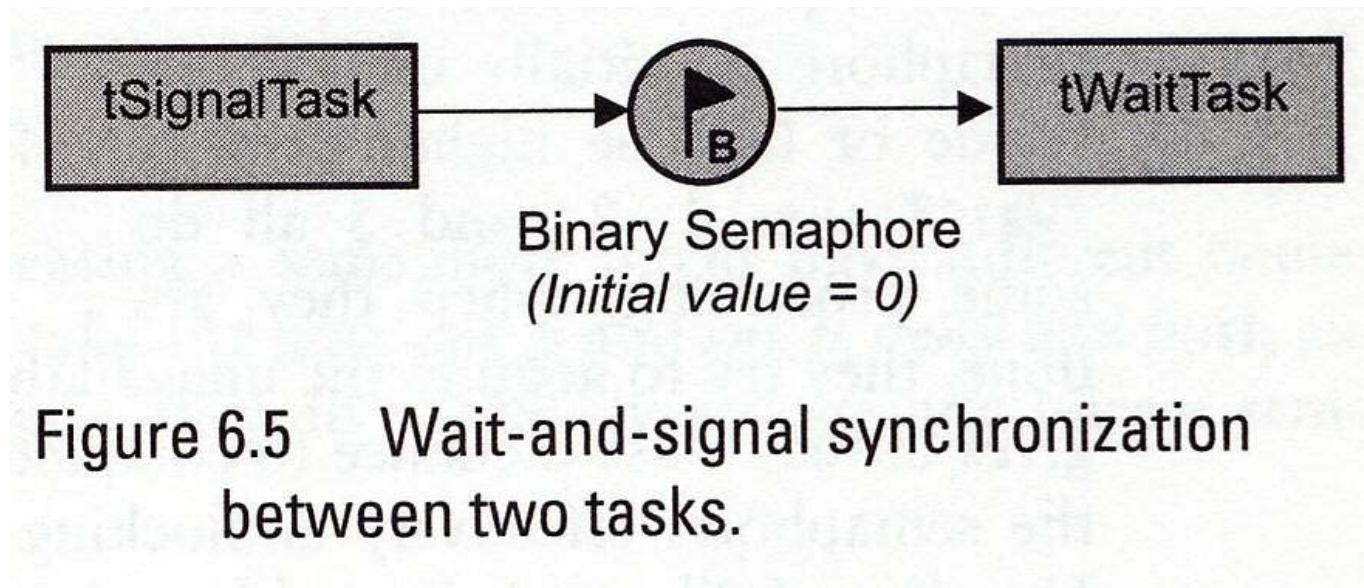 tSignalTask
B
tWaitTask
Binary Semaphore
(Initial value = 0)
Figure 6.5 Wait-and-signal synchronization
between two tasks.